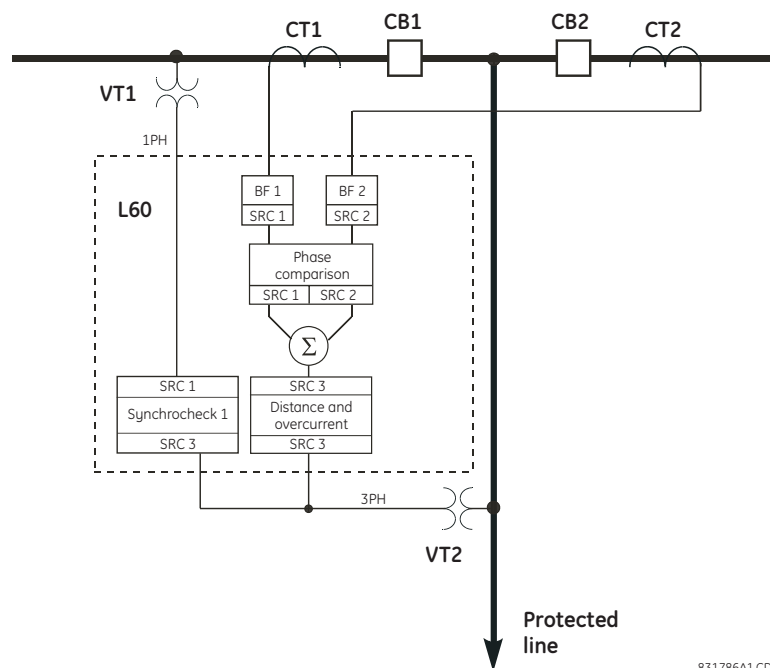 CT1
CB1
CB2
CT2
VT1
1PH
L60
BF 1
SRC 1
BF 2
SRC 2
Phase
comparison
SRC 1
SRC 2
Σ
SRC 1
Synchrocheck 1
SRC 3
SRC 3
Distance and
overcurrent
SRC 3
3PH
VT2
Protected
line
831786A1.CD